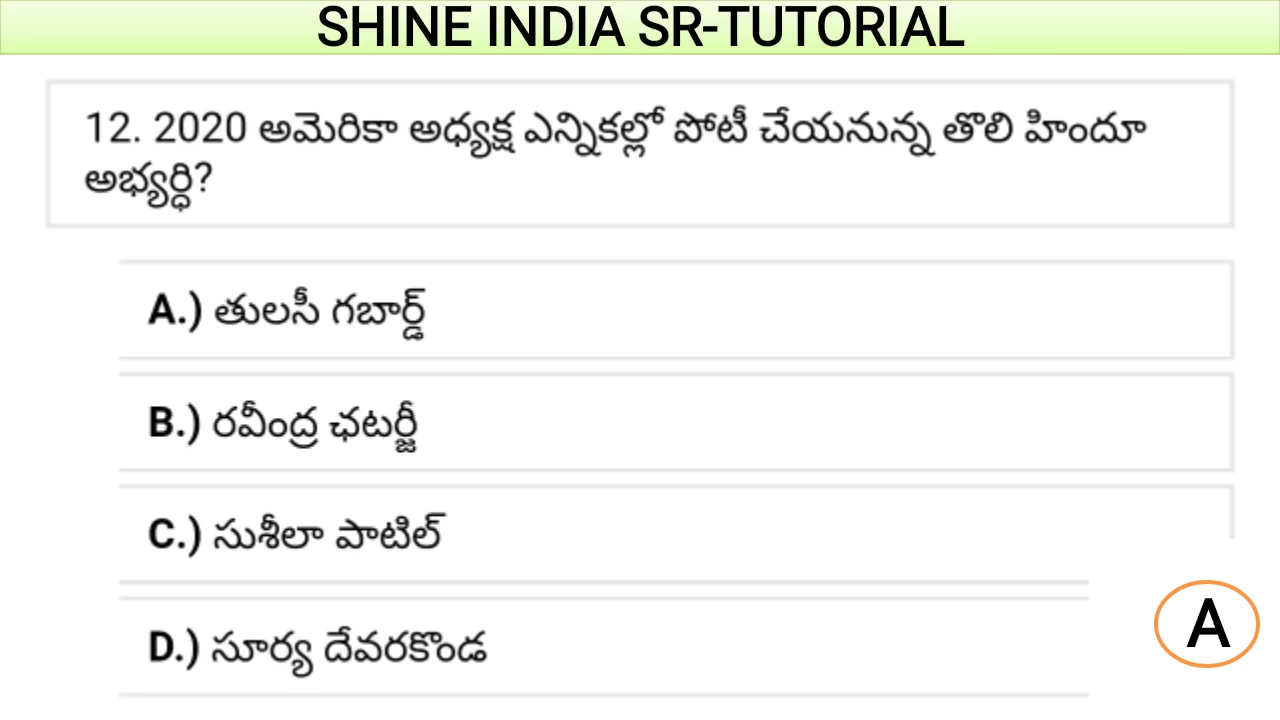 SHINE INDIA SR-TUTORIAL
12. 2020 అమెరికా అధ్యక్ష ఎన్నికల్లో పోటీ చేయనున్న తొలి హిందూ
అభ్యర్ధి?
A.) తులసీ గబార్డ్
B.) రవీంద్ర ఛటర్జీ
C.) సుశీలా పాటిల్
D.) సూర్య దేవరకొండ
A